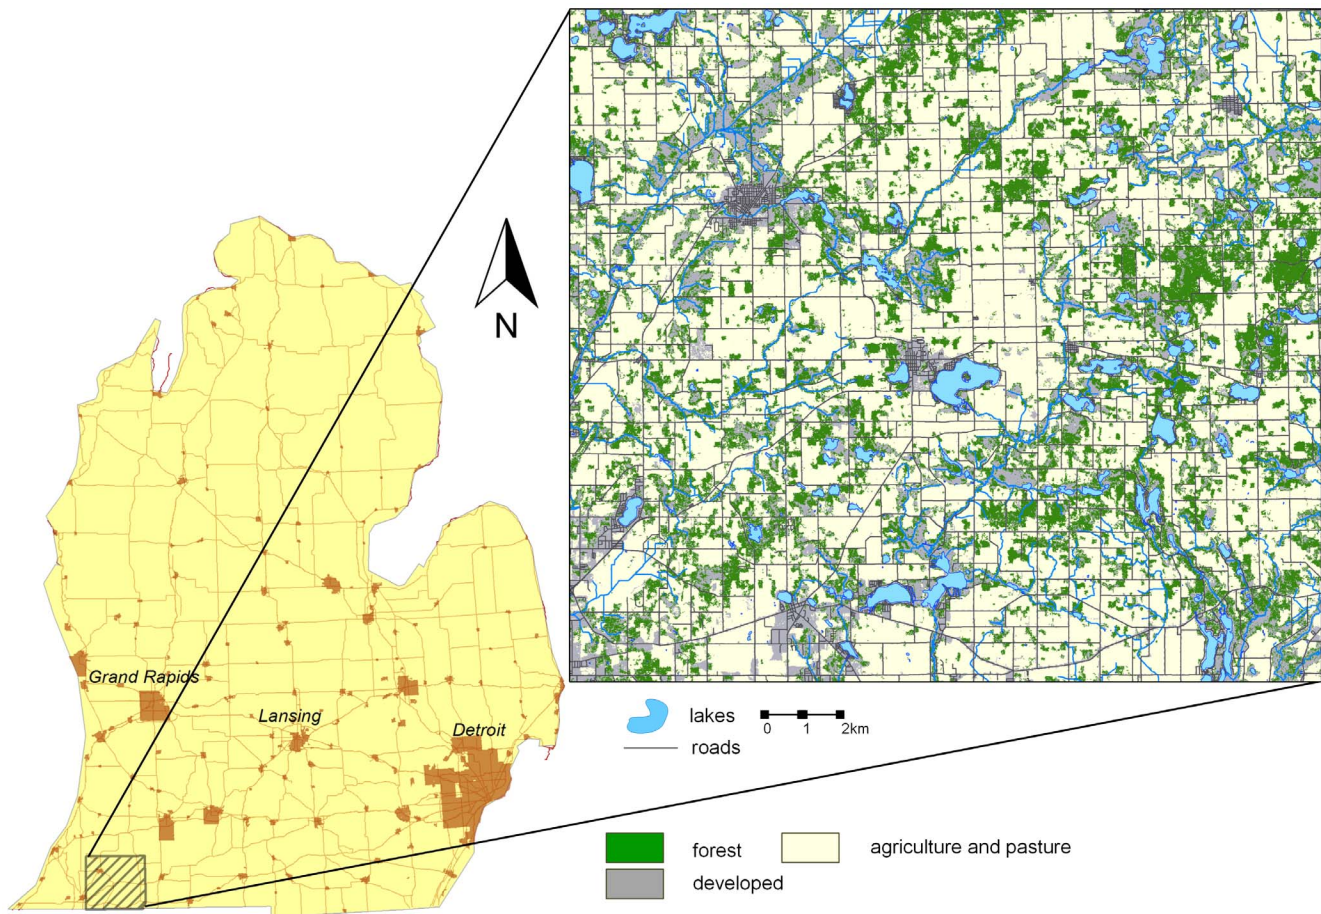 N
Grand Rapids
Lansing
Detroit
lakes
0 1 2km
roads
forest
agriculture and pasture
developed